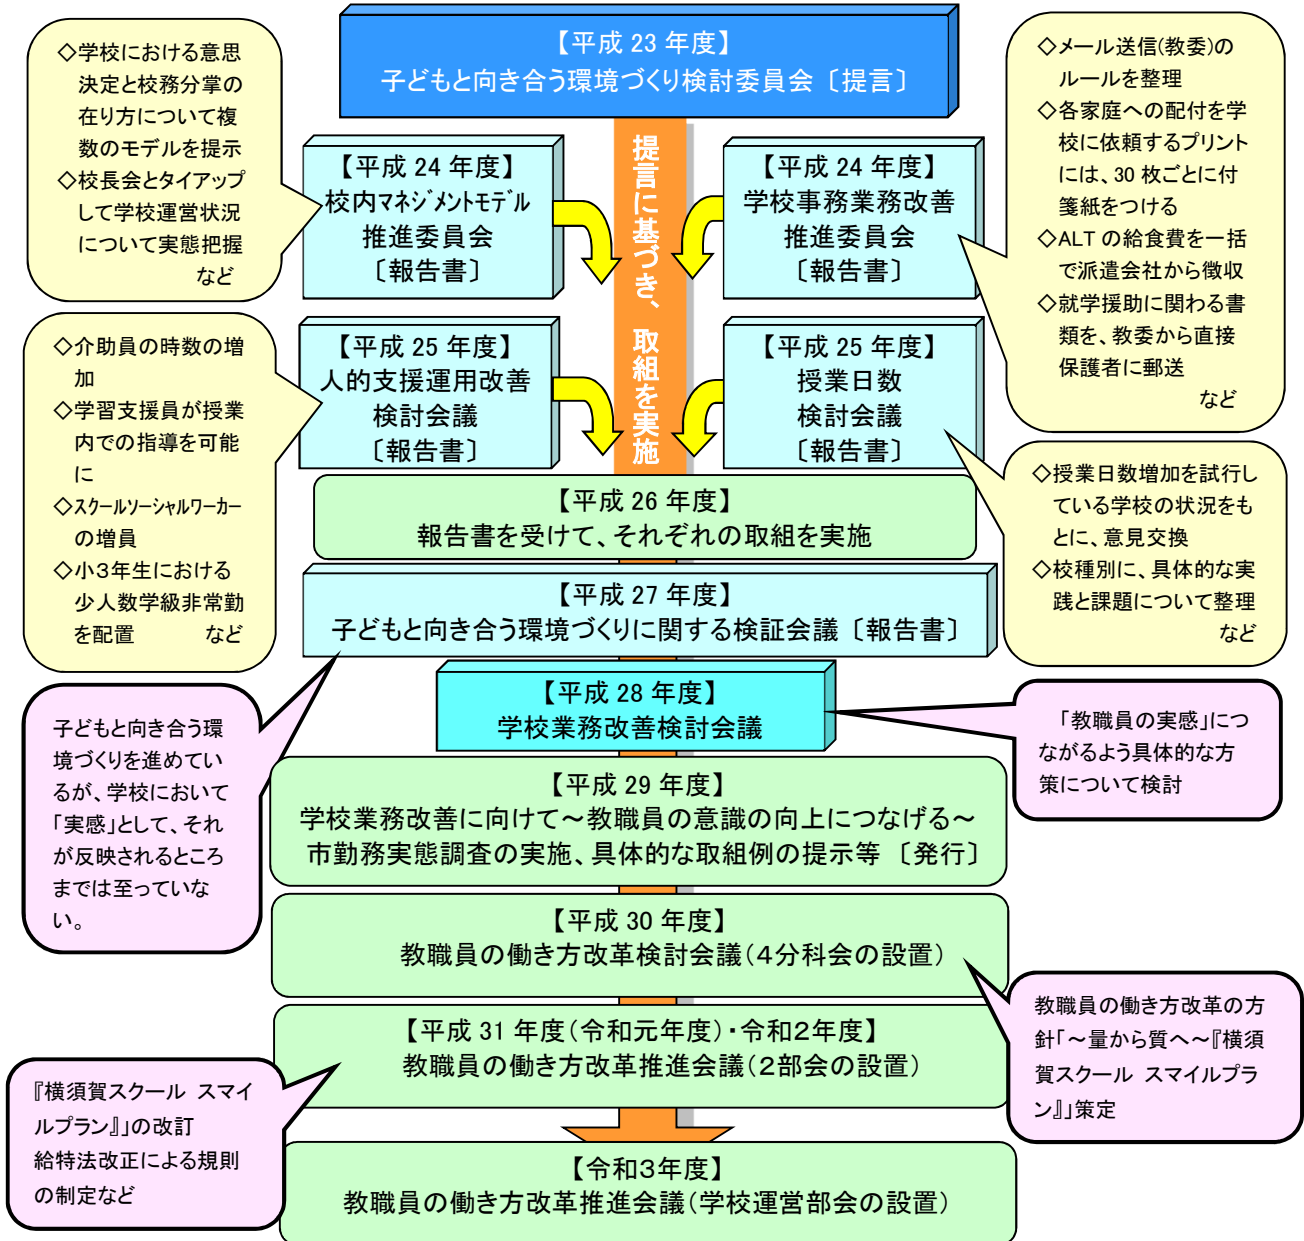 【平成 23 年度】
子どもと向き合う環境づくり検討委員会〔提言〕
◇学校における意思
決定と校務分掌の
在り方について複
数のモデルを提示
◇校長会とタイアップ
して学校運営状況
について実態把握
など
【平成 24 年度】
校内マネジメントモデル
推進委員会
〔報告書〕
提言に基づき、取組を実施
【平成 24 年度】
学校事務業務改善
推進委員会
〔報告書〕
◇メール送信(教委)の
ルールを整理
◇各家庭への配付を学
校に依頼するプリント
には、30 枚ごとに付
箋紙をつける
◇ALT の給食費を一括
で派遣会社から徴収
◇就学援助に関わる書
類を、教委から直接
保護者に郵送
など
◇介助員の時数の増
加
◇学習支援員が授業
内での指導を可能
に
◇スクールソーシャルワーカー
の増員
◇小3年生における
少人数学級非常勤
を配置 など
【平成 25 年度】
人的支援運用改善
検討会議
〔報告書〕
【平成 25 年度】
授業日数
検討会議
〔報告書〕
◇授業日数増加を試行し
ている学校の状況をも
とに、意見交換
◇校種別に、具体的な実
践と課題について整理
など
【平成 26 年度】
報告書を受けて、それぞれの取組を実施
【平成 27 年度】
子どもと向き合う環境づくりに関する検証会議〔報告書〕
子どもと向き合う環
境づくりを進めてい
るが、学校において
「実感」として、それ
が反映されるところ
までは至っていな
い。
【平成 28 年度】
学校業務改善検討会議
「教職員の実感」につ
ながるよう具体的な方
策について検討
【平成 29 年度】
学校業務改善に向けて～教職員の意識の向上につなげる～
市勤務実態調査の実施、具体的な取組例の提示等 〔発行〕
【平成 30 年度】
教職員の働き方改革検討会議(4分科会の設置)
教職員の働き方改革の方
針「～量から質へ～『横須
賀スクール スマイルプラ
ン』」策定
【平成 31 年度(令和元年度)・令和2年度】
教職員の働き方改革推進会議(2部会の設置)
『横須賀スクール スマイ
ルプラン』」の改訂
給特法改正による規則
の制定など
【令和3年度】
教職員の働き方改革推進会議(学校運営部会の設置)